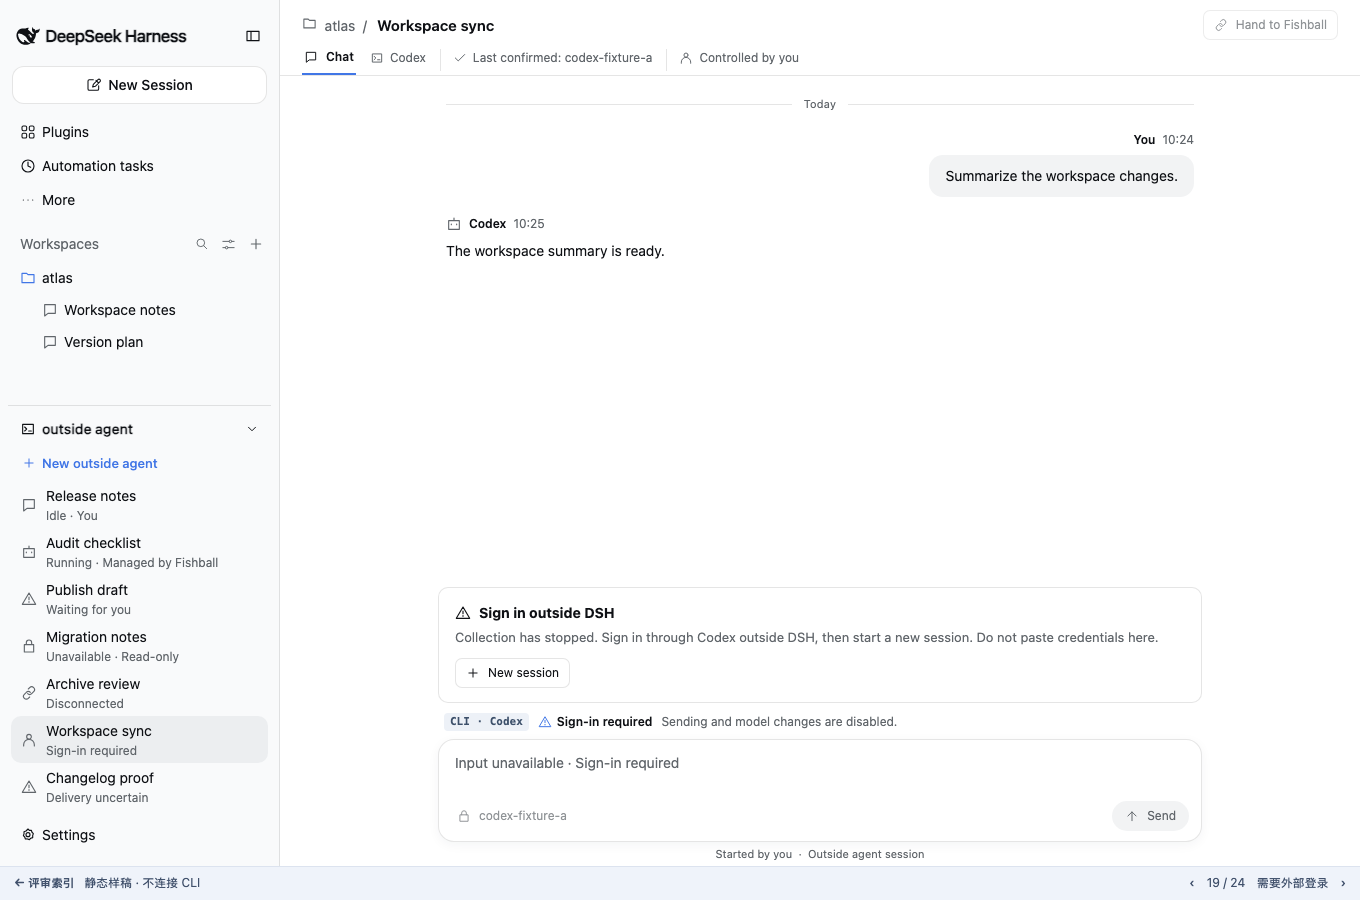 DeepSeek Harness
New Session
Plugins
Automation tasks
More
Workspaces
atlas
Workspace notes
Version plan
outside agent
New outside agent
Release notes
Idle · You
Audit checklist
Running · Managed by Fishball
Publish draft
Waiting for you
Migration notes
Unavailable · Read-only
Archive review
Disconnected
Workspace sync
Sign-in required
Changelog proof
Delivery uncertain
Settings
atlas / Workspace sync
Hand to Fishball
Chat Codex Last confirmed: codex-fixture-a Controlled by you
Today
You 10:24
Summarize the workspace changes.
Codex 10:25
The workspace summary is ready.
Sign in outside DSH
Collection has stopped. Sign in through Codex outside DSH, then start a new session. Do not paste credentials here.
New session
CLI · Codex Sign-in required Sending and model changes are disabled.
Input unavailable · Sign-in required
codex-fixture-a
Send
Started by you · Outside agent session
← 评审索引 静态样稿 · 不连接 CLI
‹ 19 / 24 需要外部登录 ›